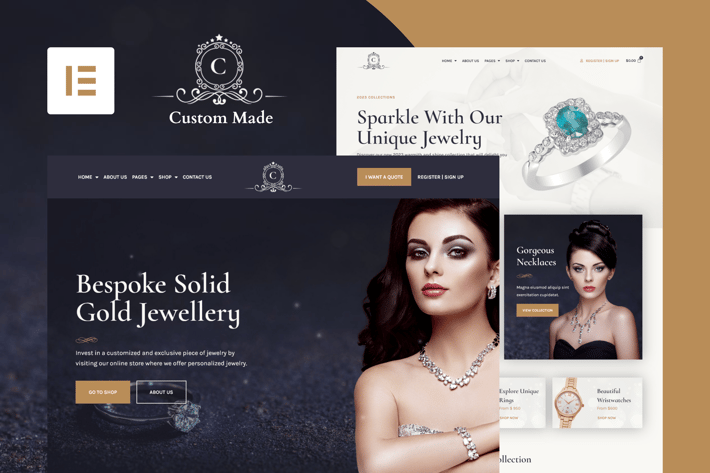 C
Custom Made
HOME ABOUT US PAGES SHOP CONTACT US
REGISTER | SIGN UP
$0.00
Sparkle With Our
Unique Jewelry
HOME ABOUT US PAGES SHOP CONTACT US
C
I WANT A QUOTE
REGISTER | SIGN UP
Bespoke Solid
Gold Jewellery
Invest in a customized and exclusive piece of jewelry by
visiting our online store where we offer personalized jewelry.
GO TO SHOP
ABOUT US
Gorgeous
Necklaces
Magna eiusmod aliquip sint
exercitation cupidatat.
VIEW COLLECTION
Explore Unique
Rings
SHOP NOW
Beautiful
Wristwatches
SHOP NOW
ollection